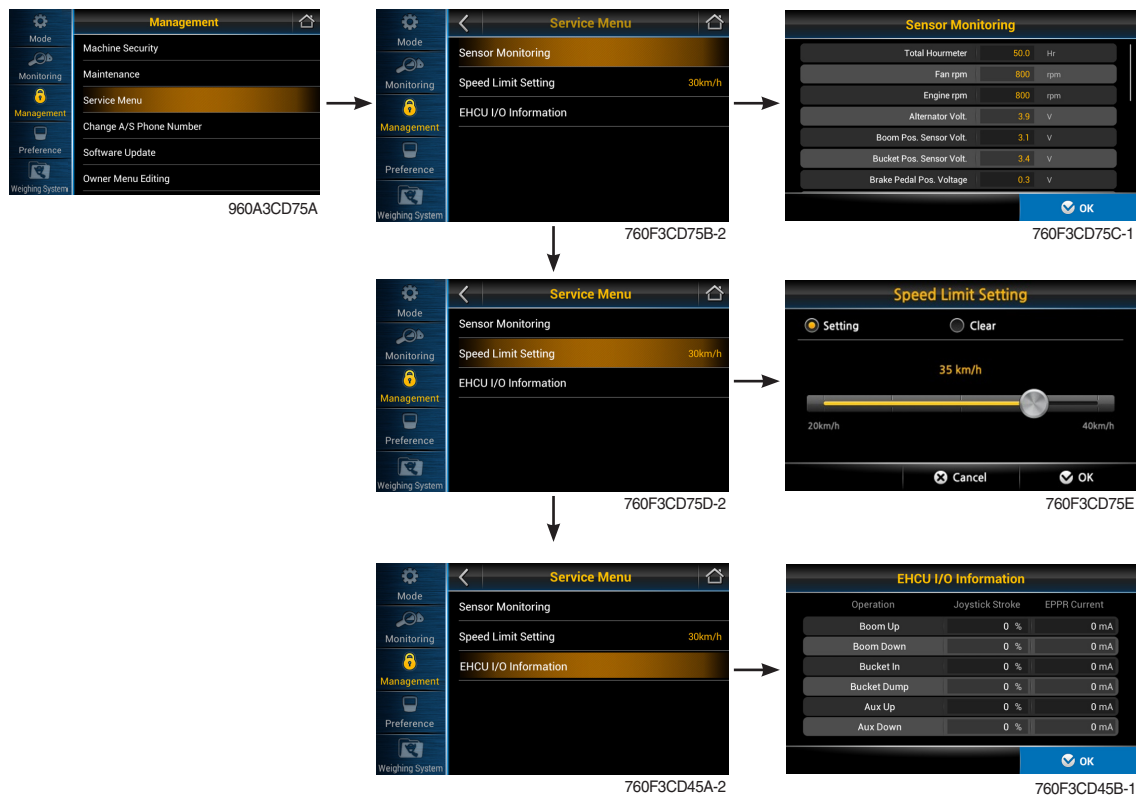 Management
Mode
Monitoring
Management
Preference
Weighing System
Machine Security
Maintenance
Service Menu
Change A/S Phone Number
Software Update
Owner Menu Editing
960A3CD75A
Service Menu
Mode
Monitoring
Management
Preference
Weighing System
Sensor Monitoring
Speed Limit Setting 30km/h
EHCU I/O Information
760F3CD75B-2
Sensor Monitoring
Total Hourmeter 50.0 Hr
Fan rpm 800 rpm
Engine rpm 800 rpm
Alternator Volt. 3.9 V
Boom Pos. Sensor Volt. 3.1 V
Bucket Pos. Sensor Volt. 3.4 V
Brake Pedal Pos. Voltage 0.3 V
OK
760F3CD75C-1
Service Menu
Mode
Monitoring
Management
Preference
Weighing System
Sensor Monitoring
Speed Limit Setting 30km/h
EHCU I/O Information
760F3CD75D-2
Speed Limit Setting
Setting Clear
35 km/h
20km/h 40km/h
Cancel OK
760F3CD75E
Service Menu
Mode
Monitoring
Management
Preference
Weighing System
Sensor Monitoring
Speed Limit Setting 30km/h
EHCU I/O Information
760F3CD45A-2
EHCU I/O Information
Operation Joystick Stroke EPPR Current
Boom Up 0 % 0 mA
Boom Down 0 % 0 mA
Bucket In 0 % 0 mA
Bucket Dump 0 % 0 mA
Aux Up 0 % 0 mA
Aux Down 0 % 0 mA
OK
760F3CD45B-1